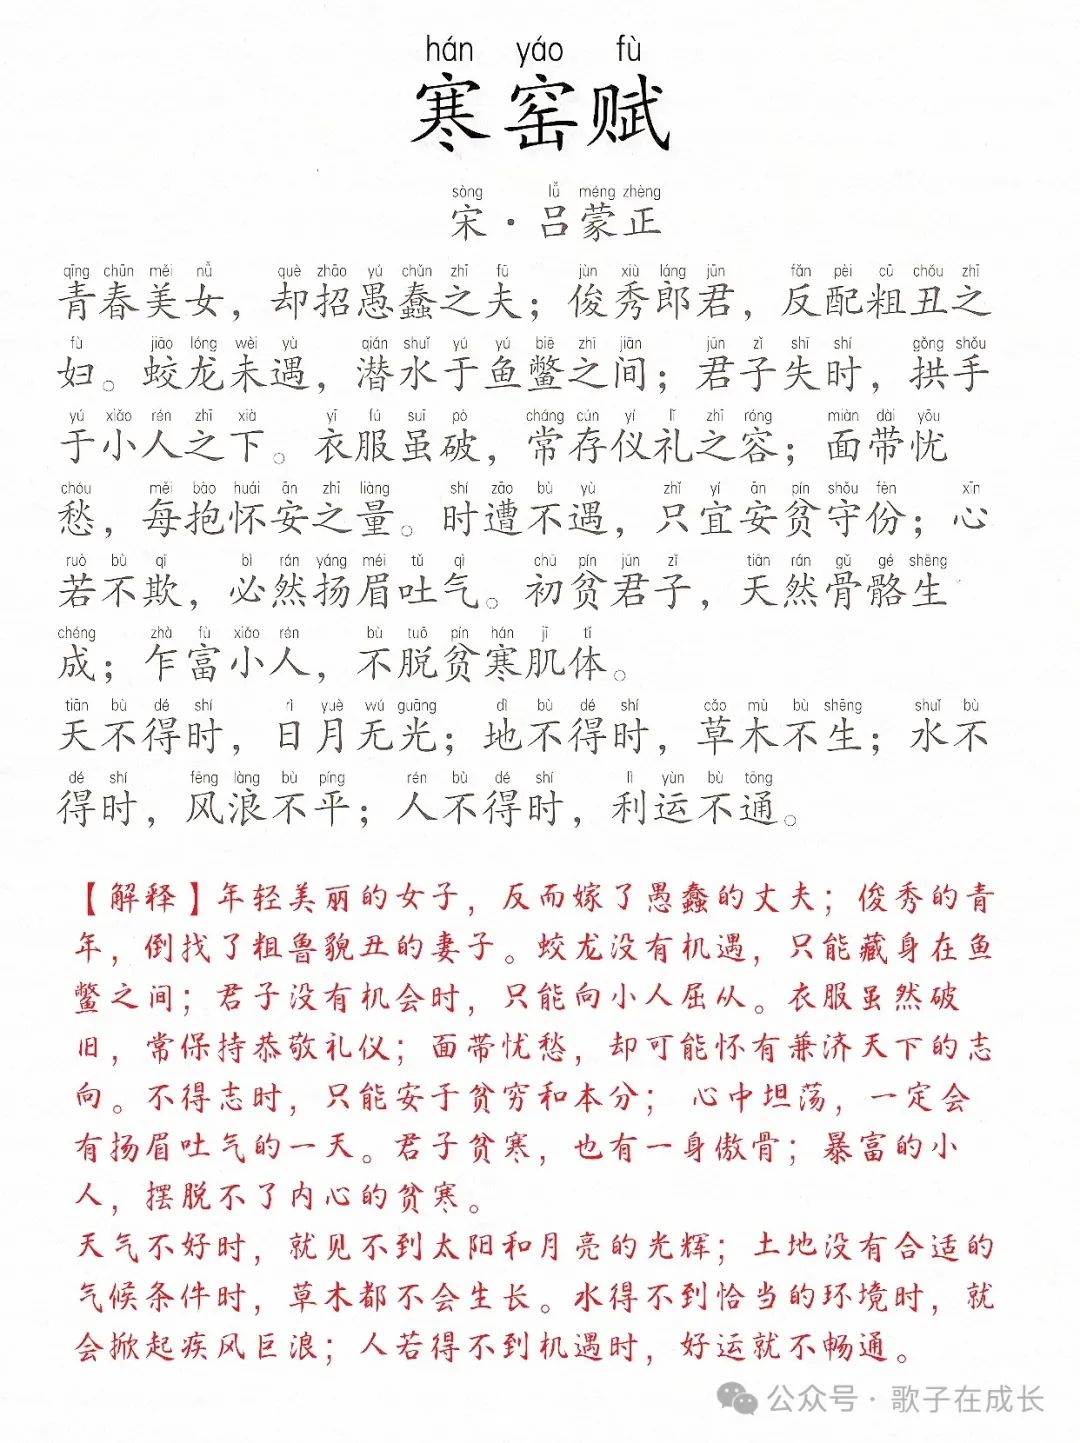 hán yáo fù
寒窑赋
sòng lǚ méng zhèng
宋·吕蒙正
qīng chūn měi nǚ què zhāo yú chǔn zhī fū jùn xiù láng jūn fǎn pèi cū chǒu zhī
青春美女，却招愚蠢之夫；俊秀郎君，反配粗丑之
fù jiāo lóng wèi yù qián shuǐ yú yú biē zhī jiān jūn zǐ shī shí gǒng shǒu
妇。蛟龙未遇，潜水于鱼鳖之间；君子失时，拱手
yú xiǎo rén zhī xià yī fú suī pò cháng cún yí lǐ zhī róng miàn dài yōu
于小人之下。衣服虽破，常存仪礼之容；面带忧
chóu měi bào huái ān zhī liàng shí zāo bù yù zhǐ yí ān pín shǒu fèn xīn
愁，每抱怀安之量。时遭不遇，只宜安贫守份；心
ruò bù qī bì rán yáng méi tǔ qì chū pín jūn zǐ tiān rán gǔ gé shēng
若不欺，必然扬眉吐气。初贫君子，天然骨骼生
chéng zhà fù xiǎo rén bù tuō pín hán jī tǐ
成；乍富小人，不脱贫寒肌体。
tiān bù dé shí rì yuè wú guāng dì bù dé shí cǎo mù bù shēng shuǐ bù
天不得时，日月无光；地不得时，草木不生；水不
dé shí fēng làng bù píng rén bù dé shí lì yùn bù tōng
得时，风浪不平；人不得时，利运不通。
【解释】年轻美丽的女子，反而嫁了愚蠢的丈夫；俊秀的青
年，倒找了粗鲁貌丑的妻子。蛟龙没有机遇，只能藏身在鱼
鳖之间；君子没有机会时，只能向小人屈从。衣服虽然破
旧，常保持恭敬礼仪；面带忧愁，却可能怀有兼济天下的志
向。不得志时，只能安于贫穷和本分；心中坦荡，一定会
有扬眉吐气的一天。君子贫寒，也有一身傲骨；暴富的小
人，摆脱不了内心的贫寒。
天气不好时，就见不到太阳和月亮的光辉；土地没有合适的
气候条件时，草木都不会生长。水得不到恰当的环境时，就
会掀起疾风巨浪；人若得不到机遇时，好运就不畅通。
公众号·歌子在成长